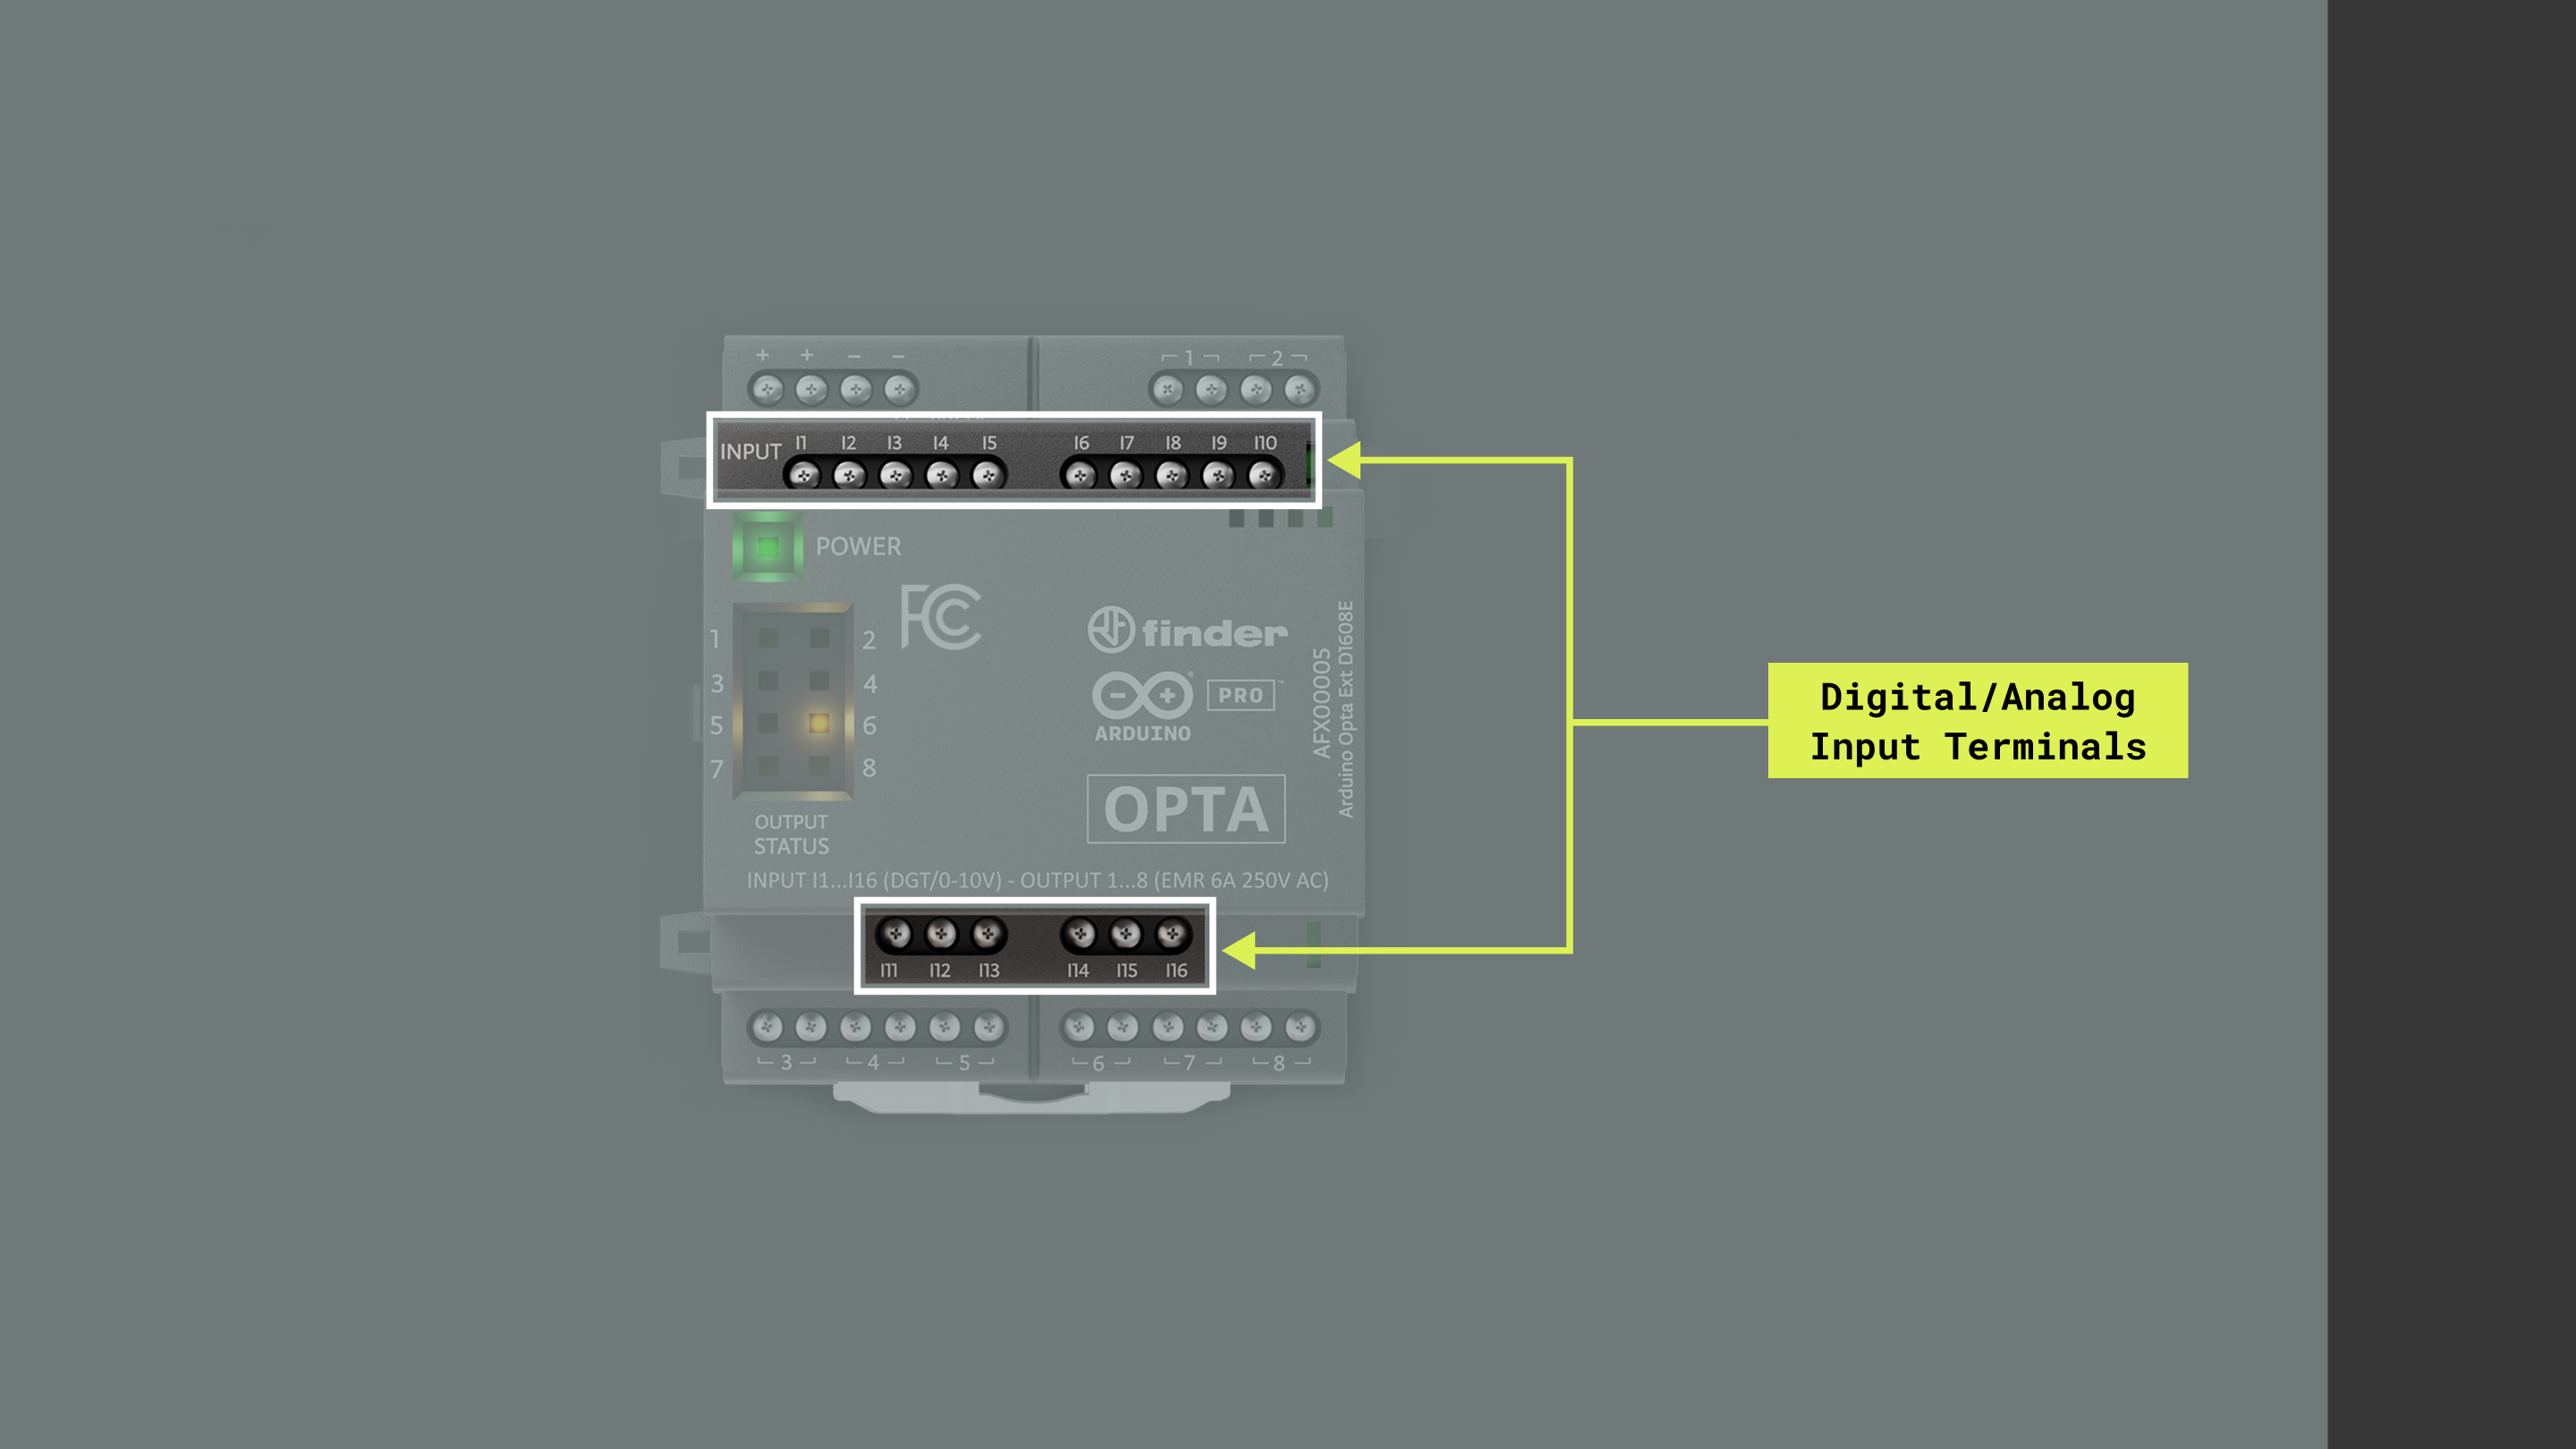 + + – –
1 2
INPUT I1 I2 I3 I4 I5 I6 I7 I8 I9 I10
POWER
FC
1 2
3 4
5 6
7 8
OUTPUT
STATUS
finder
ARDUINO
PRO™
OPTA
AFX00005
Arduino Opta Ext D1608E
INPUT I1...I16 (DGT/0-10V) - OUTPUT 1...8 (EMR 6A 250V AC)
I11 I12 I13 I14 I15 I16
3 4 5 6 7 8
Digital/Analog
Input Terminals